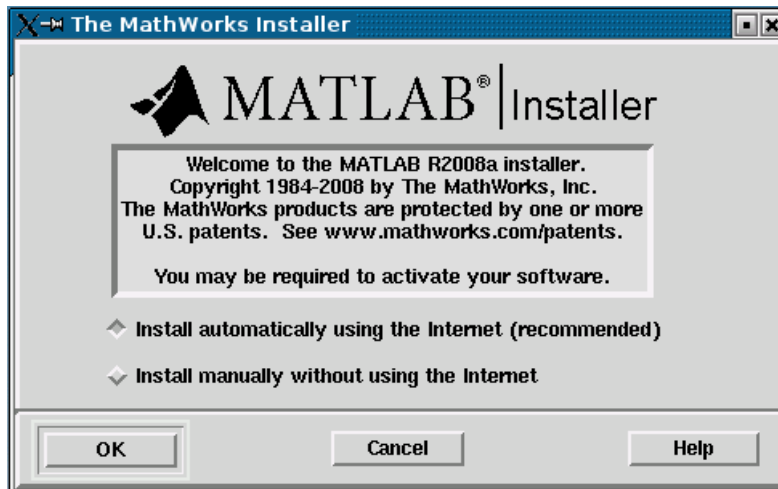 The MathWorks Installer
MATLAB® Installer
Welcome to the MATLAB R2008a installer.
Copyright 1984-2008 by The MathWorks, Inc.
The MathWorks products are protected by one or more
U.S. patents. See www.mathworks.com/patents.
You may be required to activate your software.
Install automatically using the Internet (recommended)
Install manually without using the Internet
OK Cancel Help